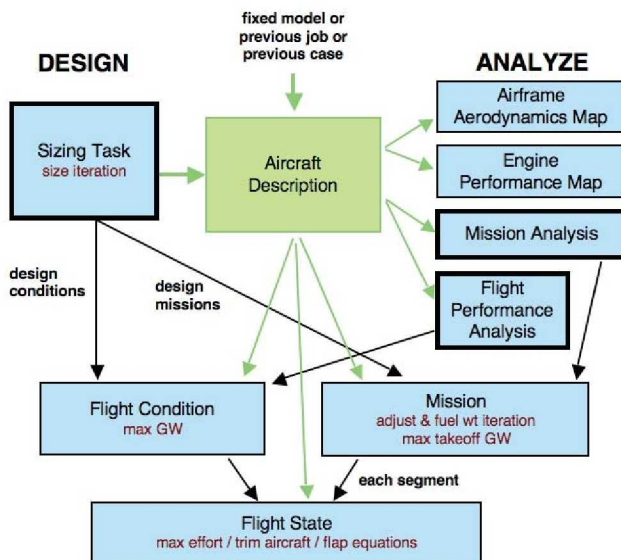 fixed model or
previous job or
previous case
DESIGN
ANALYZE
Sizing Task
size iteration
Aircraft
Description
Airframe
Aerodynamics Map
Engine
Performance Map
Mission Analysis
Flight
Performance
Analysis
design
conditions
design
missions
Flight Condition
max GW
Mission
adjust & fuel wt iteration
max takeoff GW
each segment
Flight State
max effort / trim aircraft / flap equations